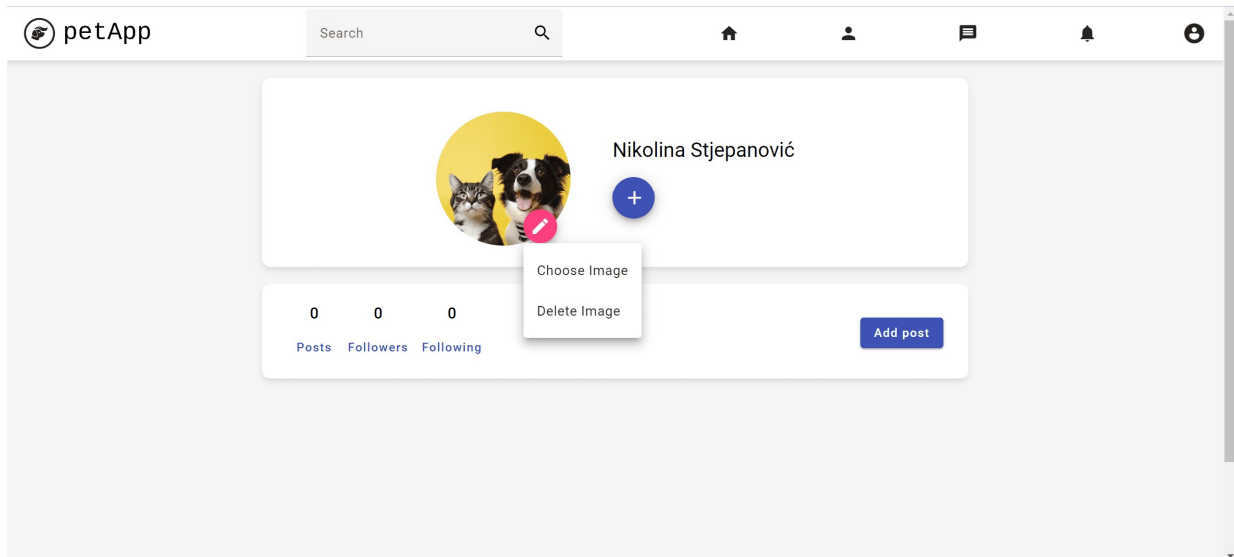 petApp
Search
Nikolina Stjepanović
Choose Image
Delete Image
0 0 0
Posts Followers Following
Add post